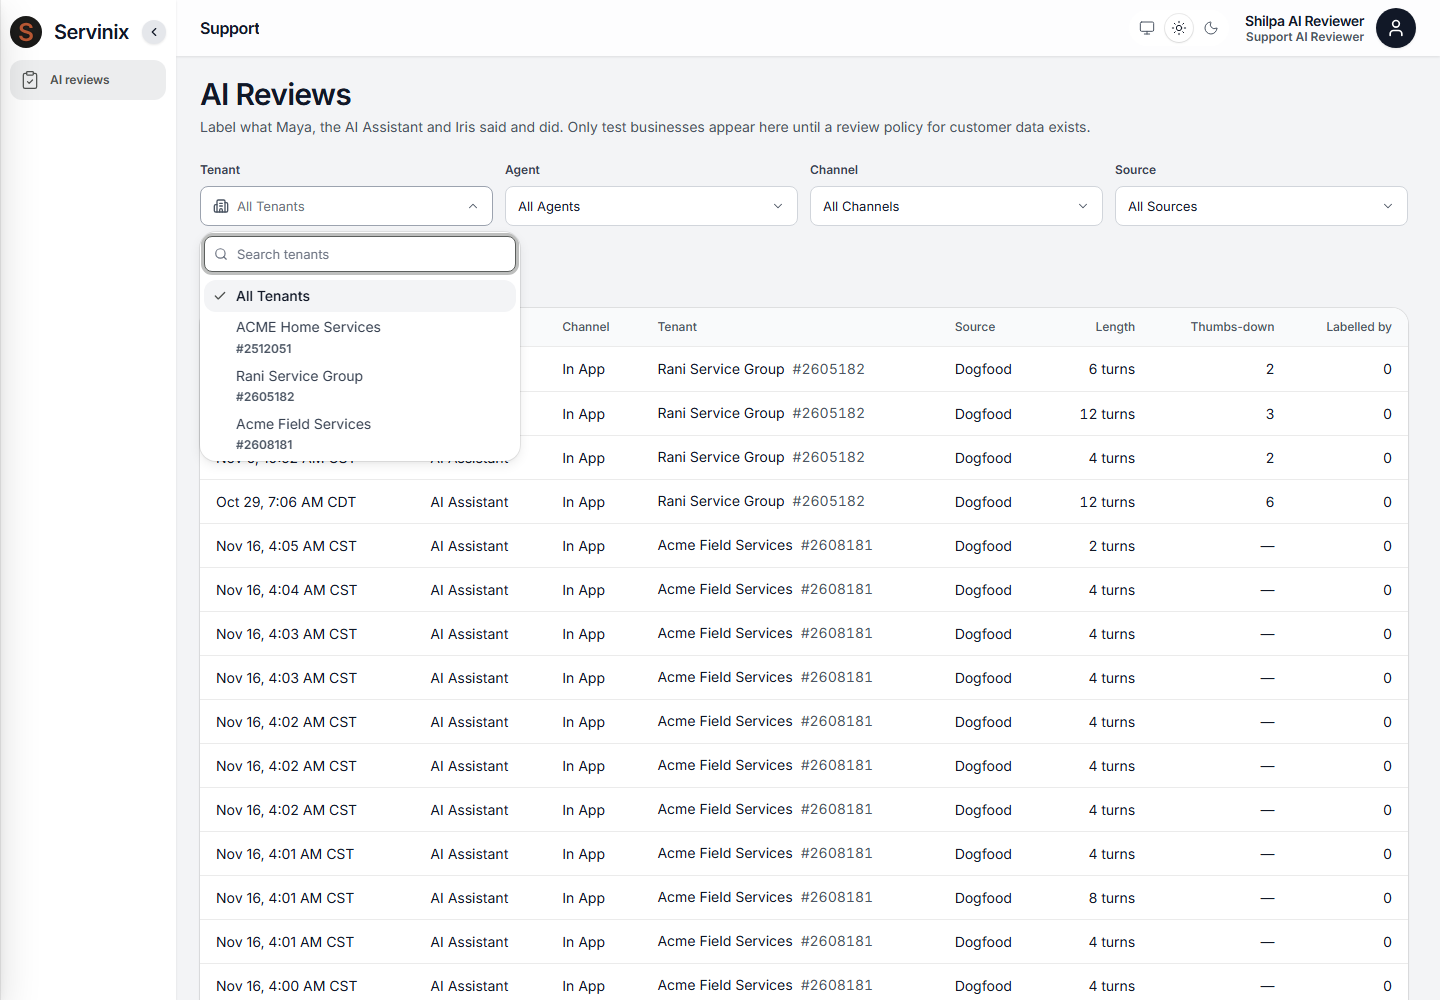 S Servinix
Support
Shilpa AI Reviewer
Support AI Reviewer
AI reviews
AI Reviews
Label what Maya, the AI Assistant and Iris said and did. Only test businesses appear here until a review policy for customer data exists.
Tenant Agent Channel Source
All Tenants All Agents All Channels All Sources
Search tenants
All Tenants
ACME Home Services
#2512051
Rani Service Group
#2605182
Acme Field Services
#2608181
Channel Tenant Source Length Thumbs-down Labelled by
In App Rani Service Group #2605182 Dogfood 6 turns 2 0
In App Rani Service Group #2605182 Dogfood 12 turns 3 0
In App Rani Service Group #2605182 Dogfood 4 turns 2 0
Oct 29, 7:06 AM CDT AI Assistant In App Rani Service Group #2605182 Dogfood 12 turns 6 0
Nov 16, 4:05 AM CST AI Assistant In App Acme Field Services #2608181 Dogfood 2 turns — 0
Nov 16, 4:04 AM CST AI Assistant In App Acme Field Services #2608181 Dogfood 4 turns — 0
Nov 16, 4:03 AM CST AI Assistant In App Acme Field Services #2608181 Dogfood 4 turns — 0
Nov 16, 4:03 AM CST AI Assistant In App Acme Field Services #2608181 Dogfood 4 turns — 0
Nov 16, 4:02 AM CST AI Assistant In App Acme Field Services #2608181 Dogfood 4 turns — 0
Nov 16, 4:02 AM CST AI Assistant In App Acme Field Services #2608181 Dogfood 4 turns — 0
Nov 16, 4:02 AM CST AI Assistant In App Acme Field Services #2608181 Dogfood 4 turns — 0
Nov 16, 4:01 AM CST AI Assistant In App Acme Field Services #2608181 Dogfood 4 turns — 0
Nov 16, 4:01 AM CST AI Assistant In App Acme Field Services #2608181 Dogfood 8 turns — 0
Nov 16, 4:01 AM CST AI Assistant In App Acme Field Services #2608181 Dogfood 4 turns — 0
Nov 16, 4:00 AM CST AI Assistant In App Acme Field Services #2608181 Dogfood 4 turns — 0